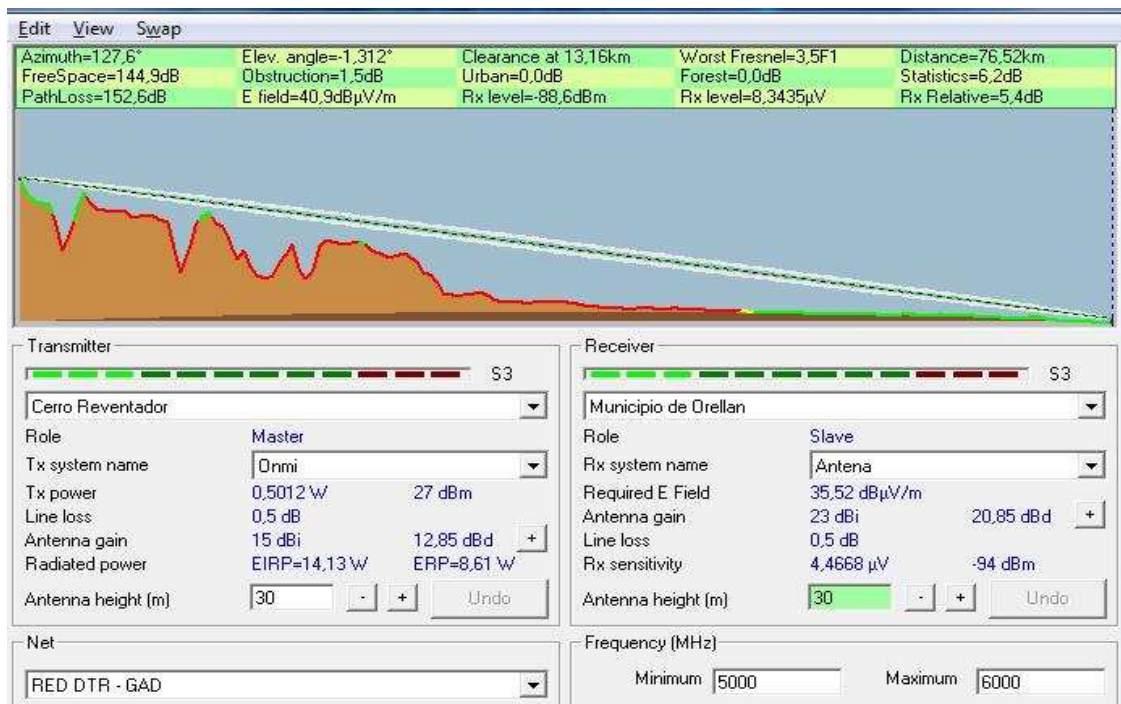 Edit View Swap
Azimuth=127,6° Elev. angle=-1,312° Clearance at 13,16km Worst Fresnel=3,5F1 Distance=76,52km
FreeSpace=144,9dB Obstruction=1,5dB Urban=0,0dB Forest=0,0dB Statistics=6,2dB
PathLoss=152,6dB E field=40,9dBµV/m Rx level=-88,6dBm Rx level=8,3435µV Rx Relative=5,4dB
Transmitter
S3
Cerro Reventador
Role Master
Tx system name Onmi
Tx power 0,5012 W 27 dBm
Line loss 0,5 dB
Antenna gain 15 dBi 12,85 dBd +
Radiated power EIRP=14,13 W ERP=8,61 W
Antenna height (m) 30 - + Undo
Net
RED DTR - GAD
Receiver
S3
Municipio de Orellan
Role Slave
Rx system name Antena
Required E Field 35,52 dBµV/m
Antenna gain 23 dBi 20,85 dBd +
Line loss 0,5 dB
Rx sensitivity 4,4668 µV -94 dBm
Antenna height (m) 30 - + Undo
Frequency (MHz)
Minimum 5000 Maximum 6000